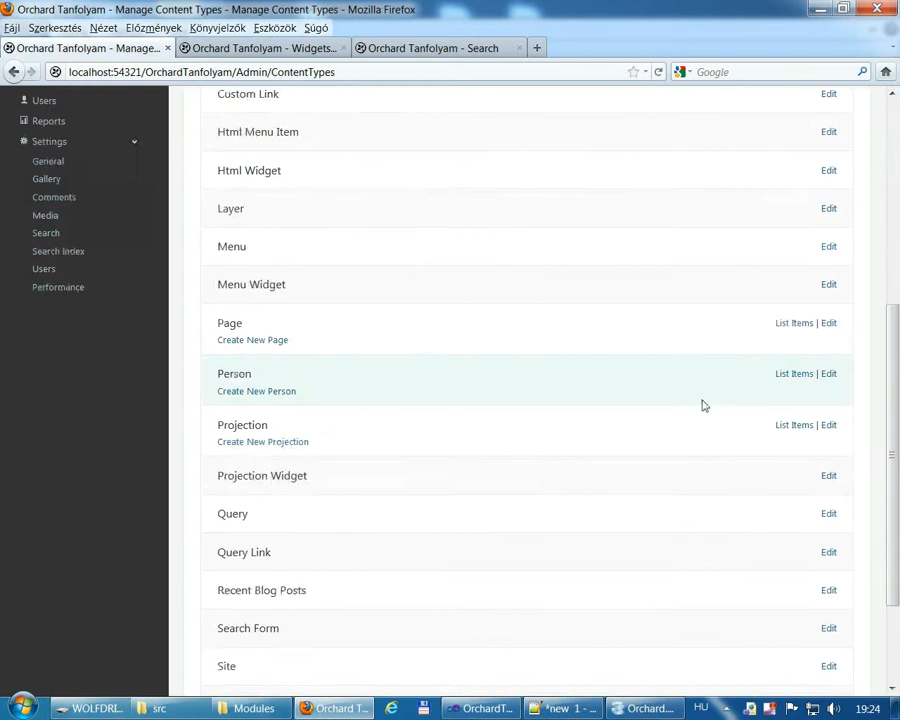 Orchard Tanfolyam - Manage Content Types - Manage Content Types - Mozilla Firefox
Fájl Szerkesztés Nézet Előzmények Könyvjelzők Eszközök Súgó
Orchard Tanfolyam - Manage... Orchard Tanfolyam - Widgets... Orchard Tanfolyam - Search
localhost:54321/OrchardTanfolyam/Admin/ContentTypes Google
Users
Reports
Settings
General
Gallery
Comments
Media
Search
Search Index
Users
Performance
Custom Link Edit
Html Menu Item Edit
Html Widget Edit
Layer Edit
Menu Edit
Menu Widget Edit
Page List Items | Edit
Create New Page
Person List Items | Edit
Create New Person
Projection List Items | Edit
Create New Projection
Projection Widget Edit
Query Edit
Query Link Edit
Recent Blog Posts Edit
Search Form Edit
Site Edit
WOLFDRI... src Modules Orchard T... OrchardT... *new 1 - ... Orchard.... HU 19:24